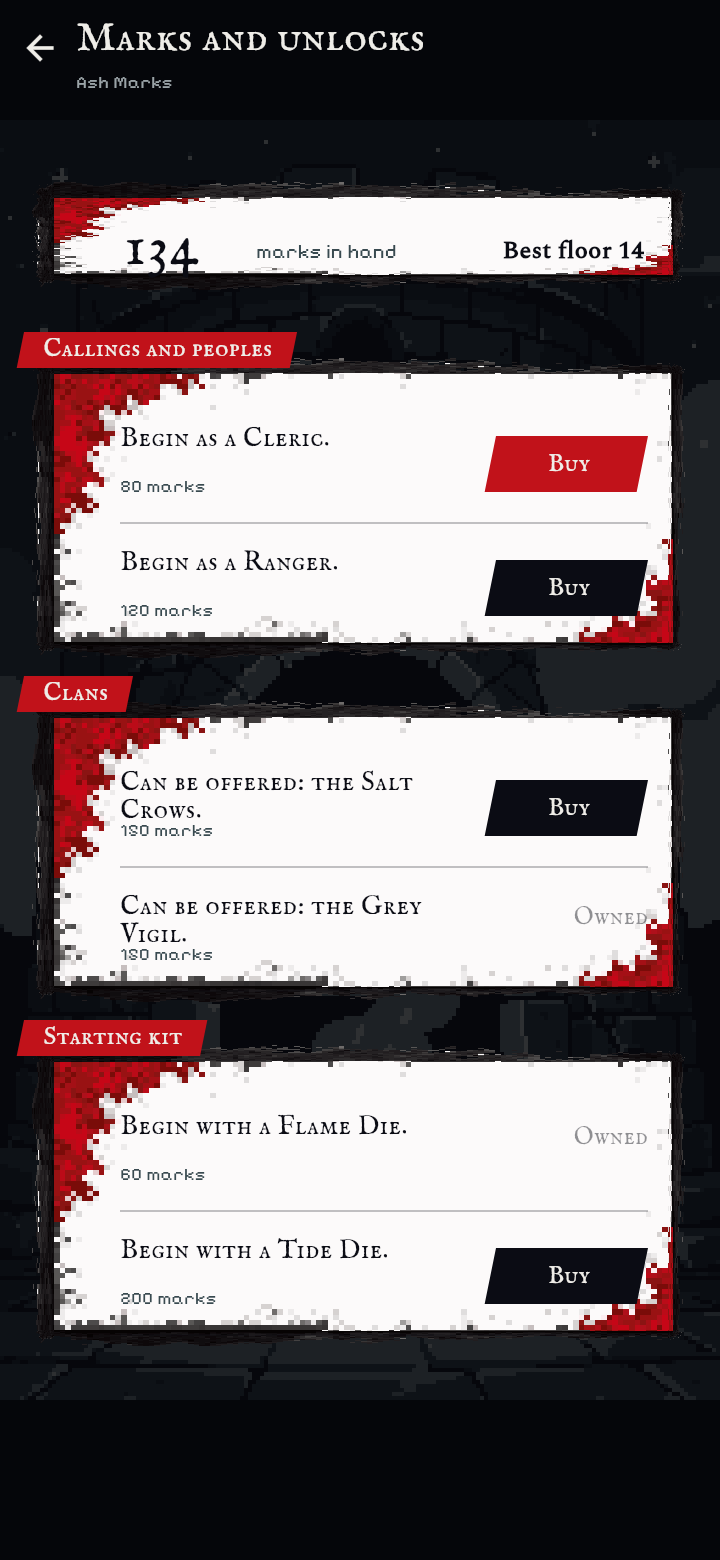 Marks and unlocks
Ash Marks
134 marks in hand Best floor 14
Callings and peoples
Begin as a Cleric.
Buy
80 marks
Begin as a Ranger.
Buy
120 marks
Clans
Can be offered: the Salt
Crows.
Buy
marks
Can be offered: the Grey
Vigil.
Owned
marks
Starting kit
Begin with a Flame Die.
Owned
60 marks
Begin with a Tide Die.
Buy
200 marks